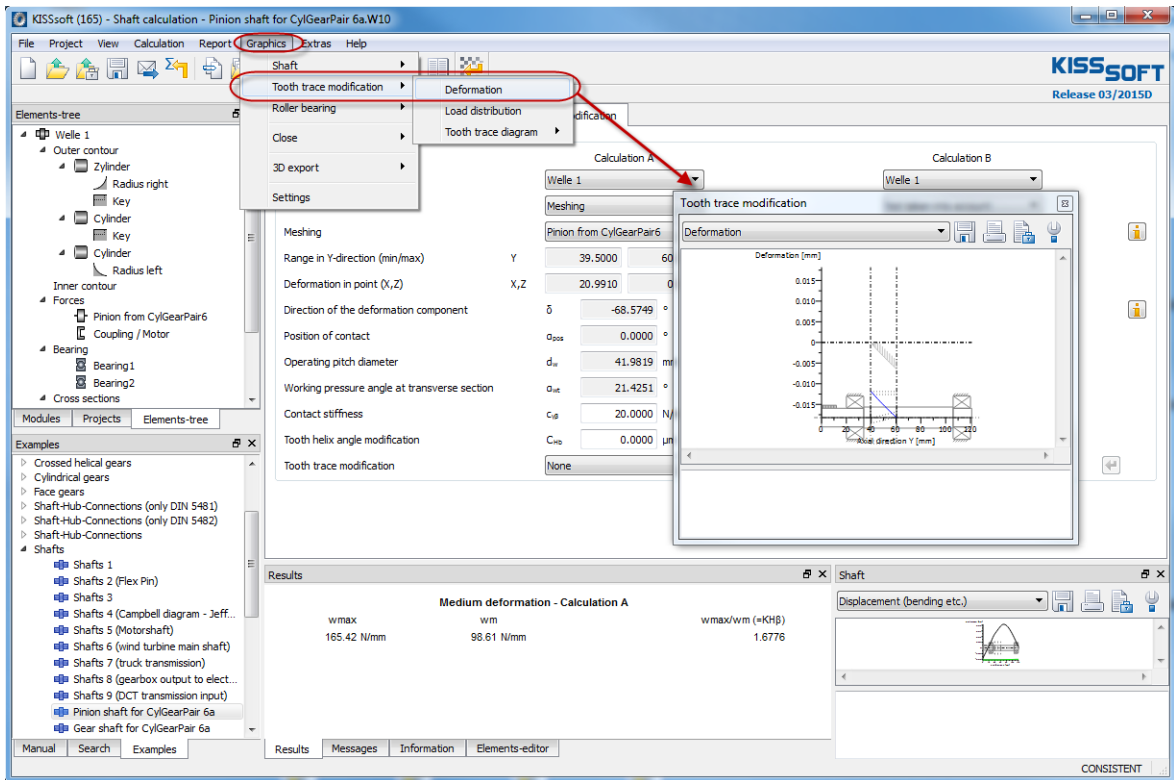 KISSsoft (165) - Shaft calculation - Pinion shaft for CylGearPair 6a.W10
File Project View Calculation Report Graphics Extras Help
KISSSOFT
Release 03/2015D
Shaft
Tooth trace modification
Roller bearing
Close
3D export
Settings
Deformation
Load distribution
Tooth trace diagram
Elements-tree
Welle 1
Outer contour
Zylinder
Radius right
Key
Cylinder
Key
Cylinder
Radius left
Inner contour
Forces
Pinion from CylGearPair6
Coupling / Motor
Bearing
Bearing1
Bearing2
Cross sections
Modules Projects Elements-tree
Calculation A Calculation B
Welle 1 Welle 1
Meshing
Meshing Pinion from CylGearPair6
Range in Y-direction (min/max) Y 39.5000 60
Deformation in point (X,Z) X,Z 20.9910 0
Direction of the deformation component δ -68.5749 °
Position of contact αpos 0.0000 °
Operating pitch diameter dw 41.9819 mm
Working pressure angle at transverse section αwt 21.4251 °
Contact stiffness cγβ 20.0000 N/
Tooth helix angle modification CHb 0.0000 µm
Tooth trace modification None
Tooth trace modification
Deformation
Deformation [mm]
0.015
0.010
0.005
0
-0.005
-0.010
-0.015
0 20 40 60 80 100 120
Axial direction Y [mm]
Examples
Crossed helical gears
Cylindrical gears
Face gears
Shaft-Hub-Connections (only DIN 5481)
Shaft-Hub-Connections (only DIN 5482)
Shaft-Hub-Connections
Shafts
Shafts 1
Shafts 2 (Flex Pin)
Shafts 3
Shafts 4 (Campbell diagram - Jeff...
Shafts 5 (Motorshaft)
Shafts 6 (wind turbine main shaft)
Shafts 7 (truck transmission)
Shafts 8 (gearbox output to elect...
Shafts 9 (DCT transmission input)
Pinion shaft for CylGearPair 6a
Gear shaft for CylGearPair 6a
Manual Search Examples
Results
Medium deformation - Calculation A
wmax wm wmax/wm (=KHβ)
165.42 N/mm 98.61 N/mm 1.6776
Results Messages Information Elements-editor
Shaft
Displacement (bending etc.)
CONSISTENT